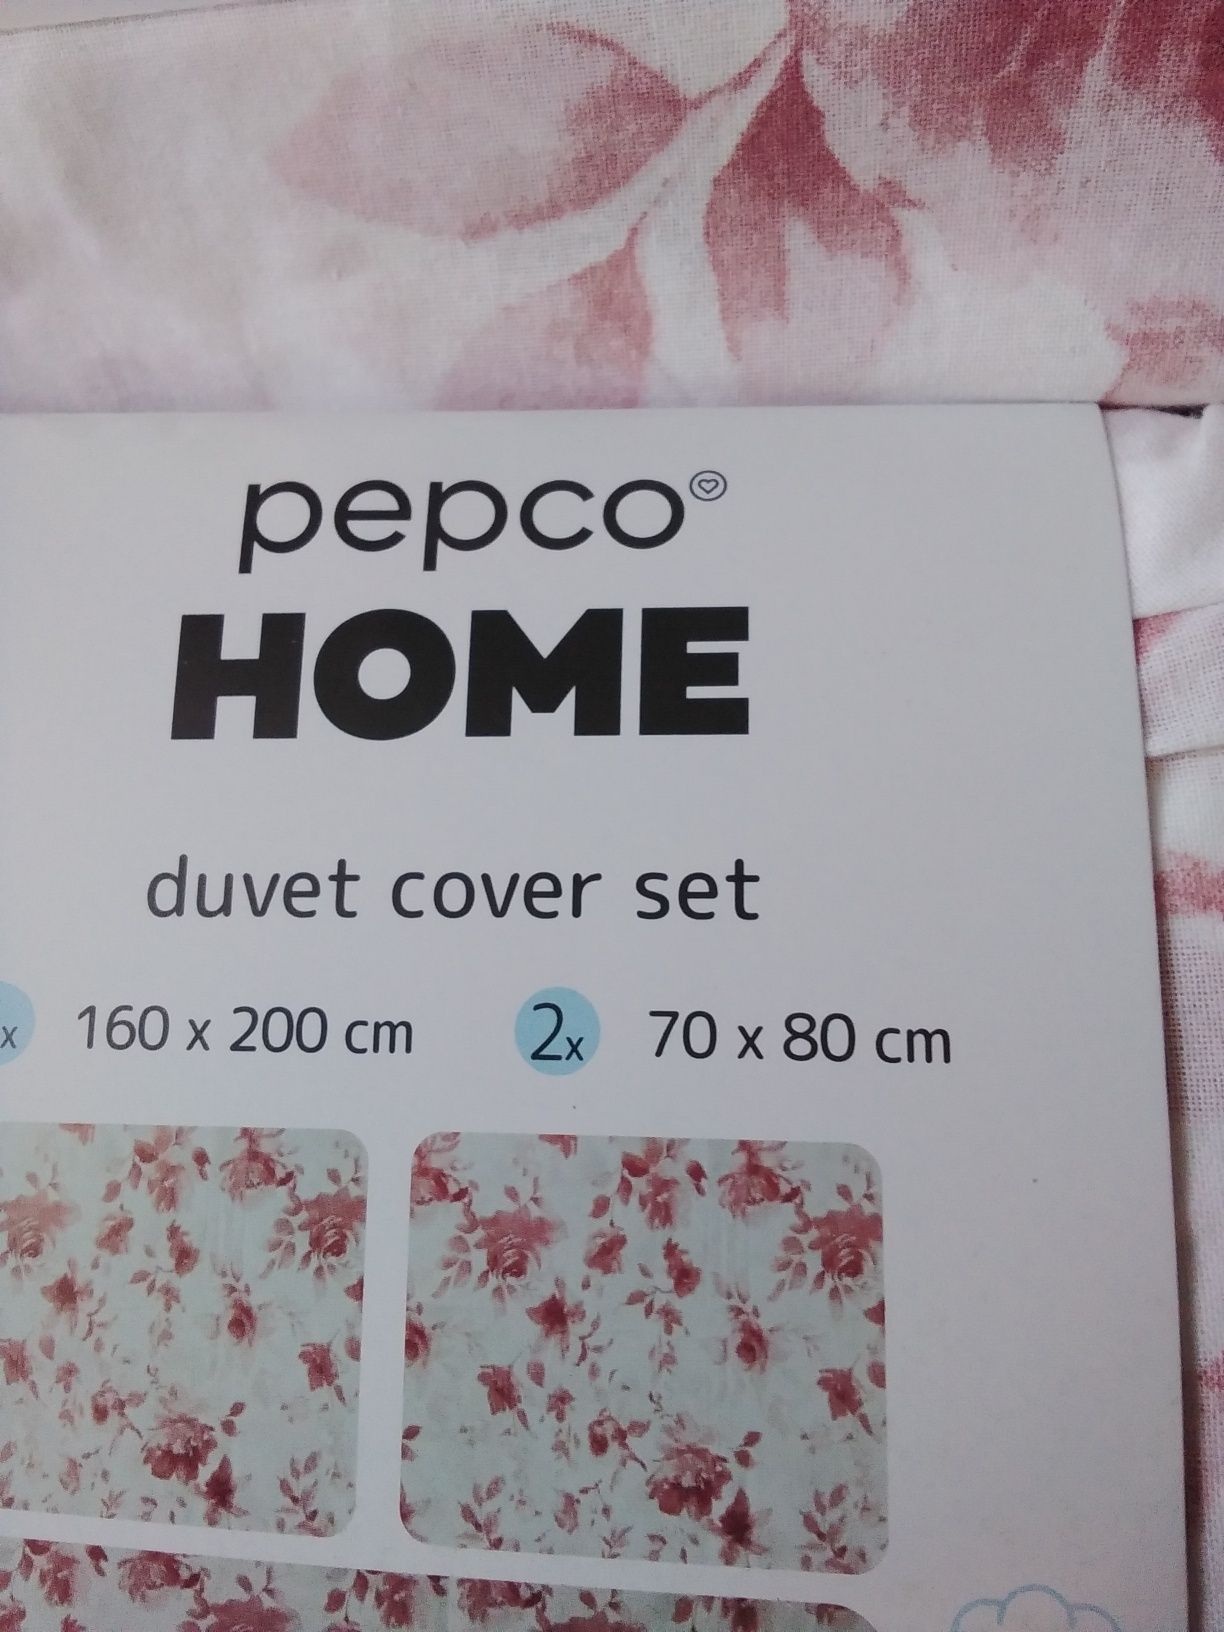 pepco
HOME
duvet cover set
x 160 x 200 cm 2x 70 x 80 cm